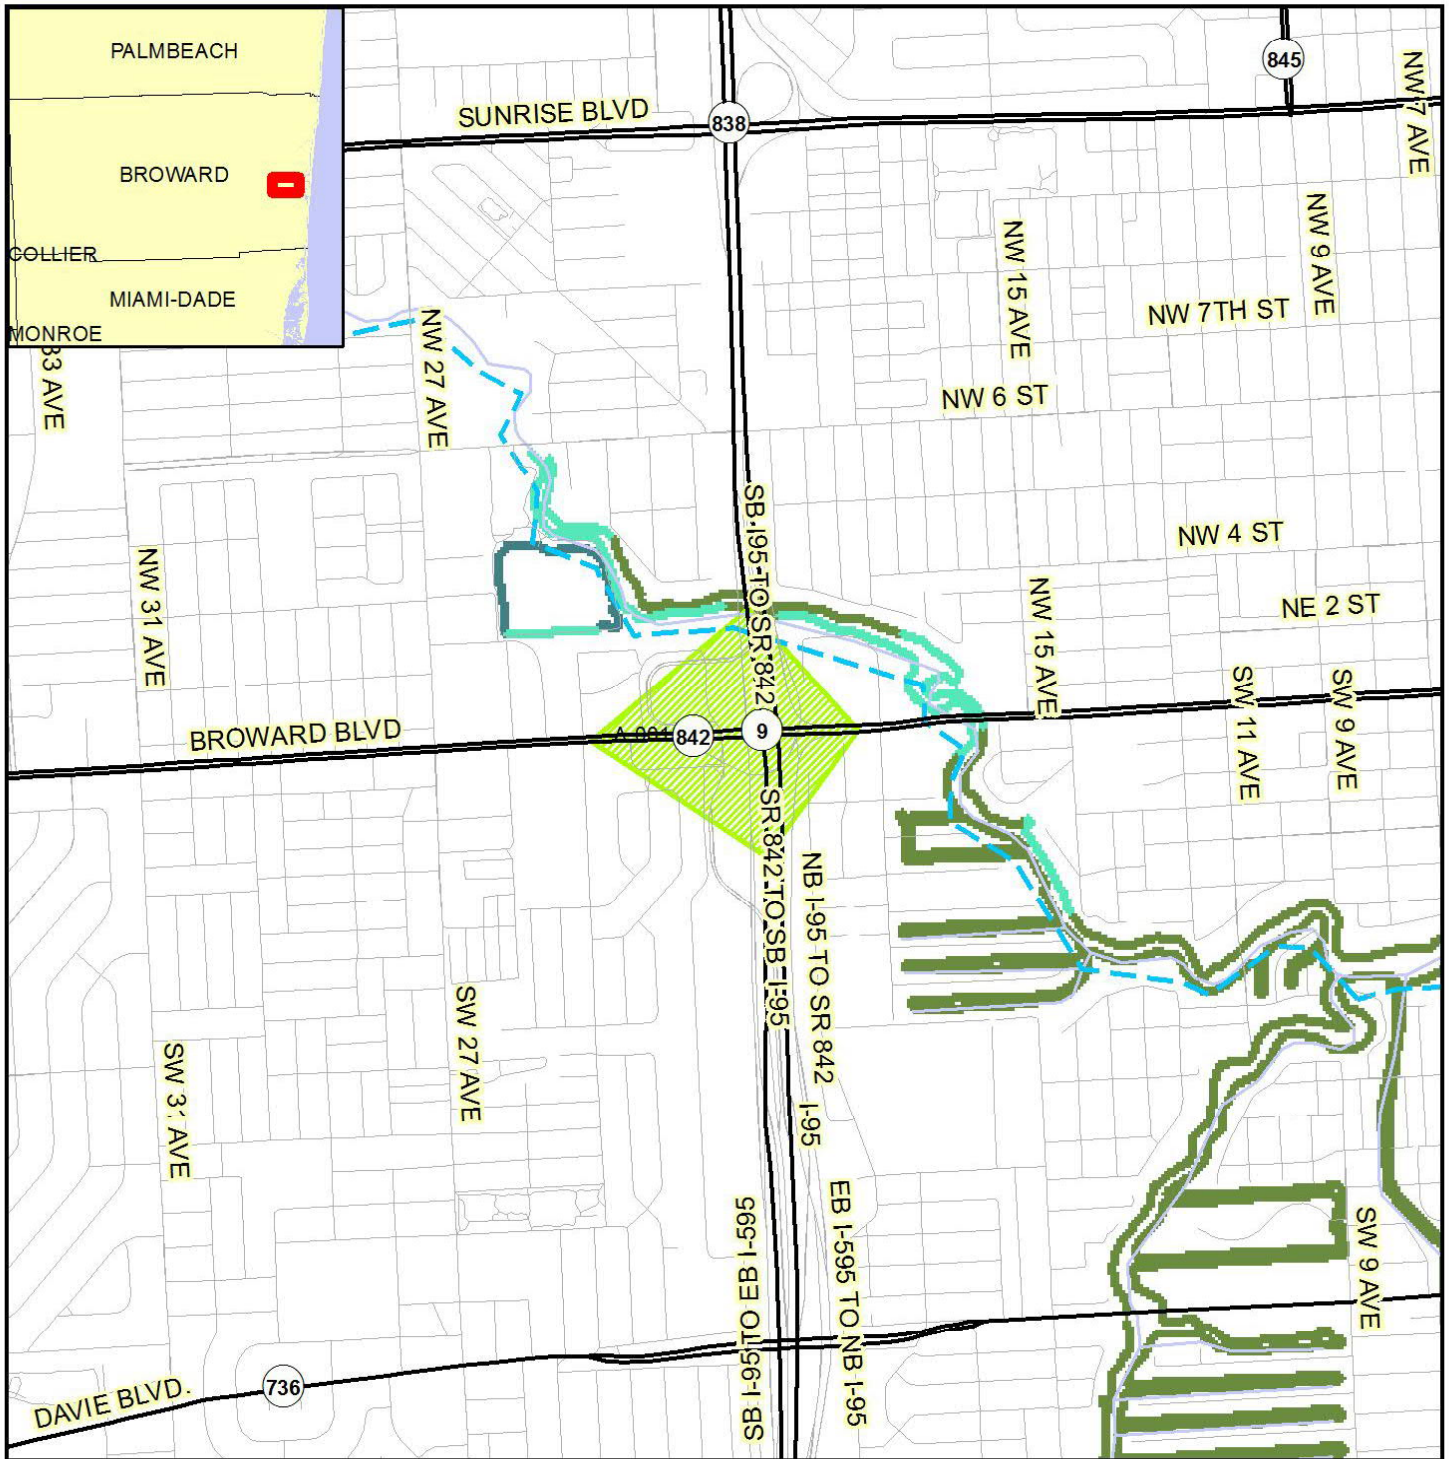 PALMBEACH
BROWARD
COLLIER
MIAMI-DADE
MONROE
845
SUNRISE BLVD
838
NW 7 AVE
NW 9 AVE
NW 15 AVE
NW 7TH ST
NW 27 AVE
33 AVE
NW 6 ST
SB I95 TO SR 842
NW 4 ST
NW 31 AVE
NW 15 AVE
NE 2 ST
SW 11 AVE
SW 9 AVE
BROWARD BLVD
842
9
SR 842 TO SB I-95
NB I-95 TO SR 842
SW 27 AVE
SW 31 AVE
I-95
SB I-95 TO EB I-595
EB I-595 TO NB I-95
SW 9 AVE
736
DAVIE BLVD.